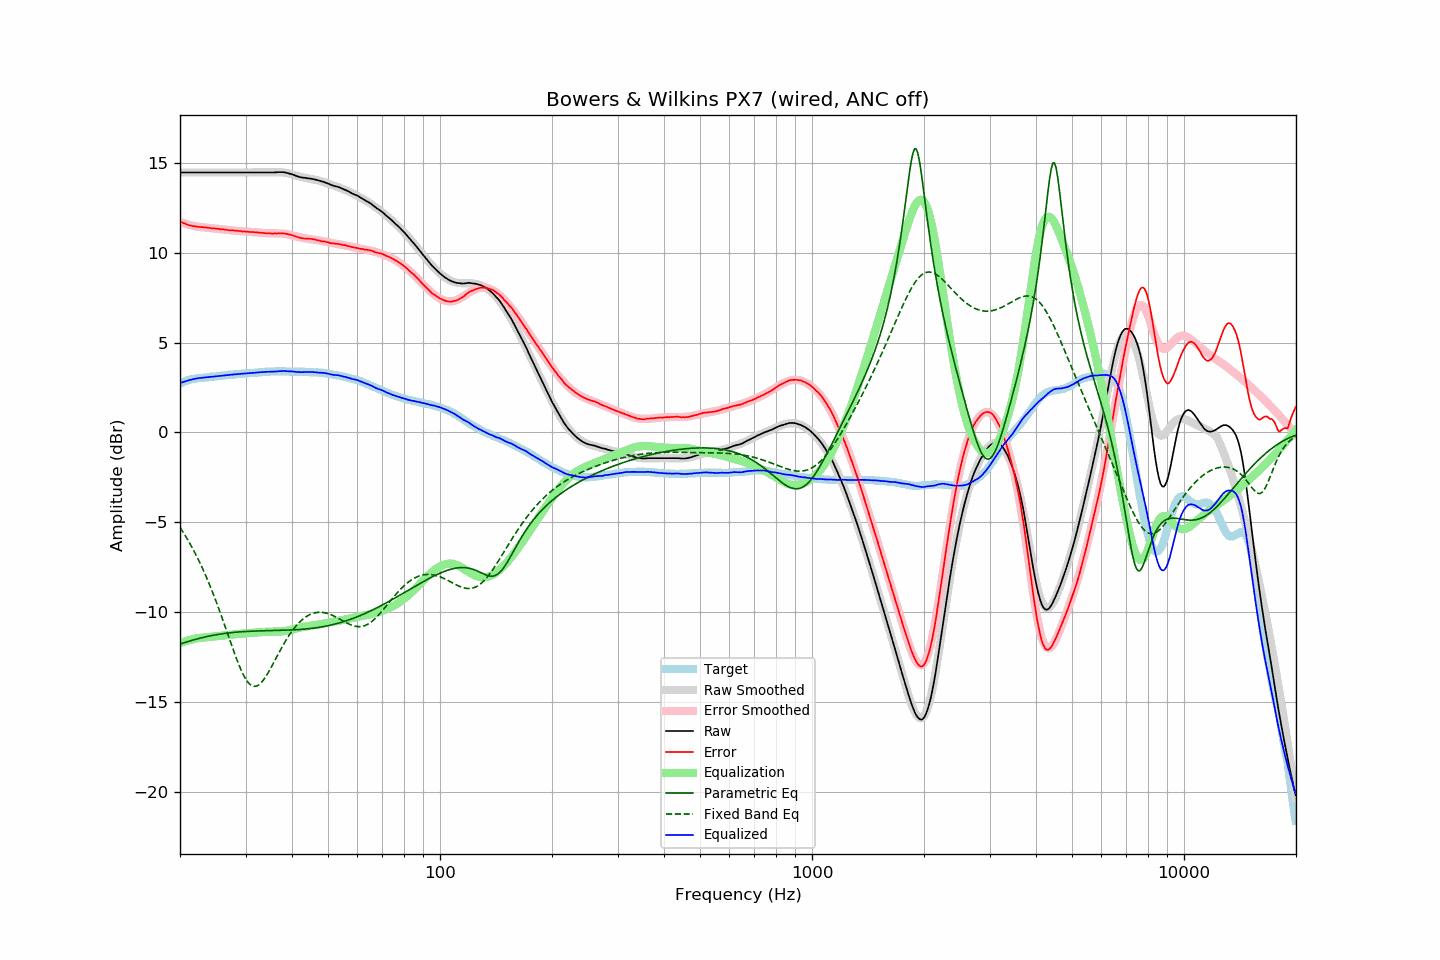 Bowers & Wilkins PX7 (wired, ANC off)
Amplitude (dBr)
15
10
5
0
−5
−10
−15
−20
Target
Raw Smoothed
Error Smoothed
Raw
Error
Equalization
Parametric Eq
Fixed Band Eq
Equalized
100
1000
10000
Frequency (Hz)